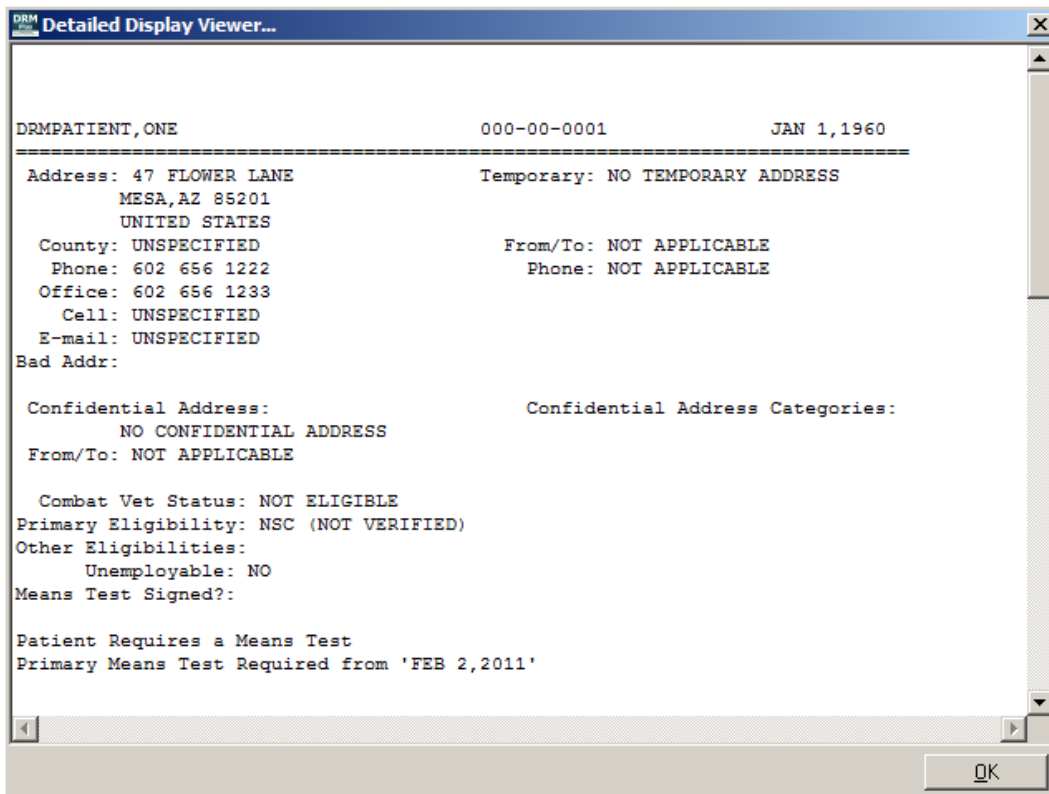 DRM Plus Detailed Display Viewer...
DRMPATIENT,ONE 000-00-0001 JAN 1,1960
Address: 47 FLOWER LANE Temporary: NO TEMPORARY ADDRESS
MESA,AZ 85201
UNITED STATES
County: UNSPECIFIED From/To: NOT APPLICABLE
Phone: 602 656 1222 Phone: NOT APPLICABLE
Office: 602 656 1233
Cell: UNSPECIFIED
E-mail: UNSPECIFIED
Bad Addr:
Confidential Address: Confidential Address Categories:
NO CONFIDENTIAL ADDRESS
From/To: NOT APPLICABLE
Combat Vet Status: NOT ELIGIBLE
Primary Eligibility: NSC (NOT VERIFIED)
Other Eligibilities:
Unemployable: NO
Means Test Signed?:
Patient Requires a Means Test
Primary Means Test Required from 'FEB 2,2011'
OK